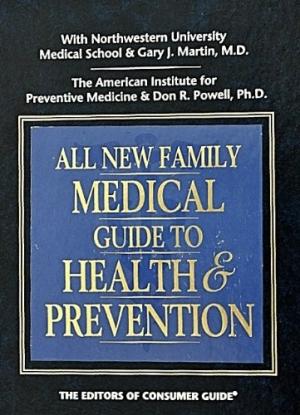 With Northwestern University
Medical School & Gary J. Martin, M.D.
The American Institute for
Preventive Medicine & Don R. Powell, Ph.D.
ALL NEW FAMILY
MEDICAL
GUIDE TO
HEALTH &
PREVENTION
THE EDITORS OF CONSUMER GUIDE®